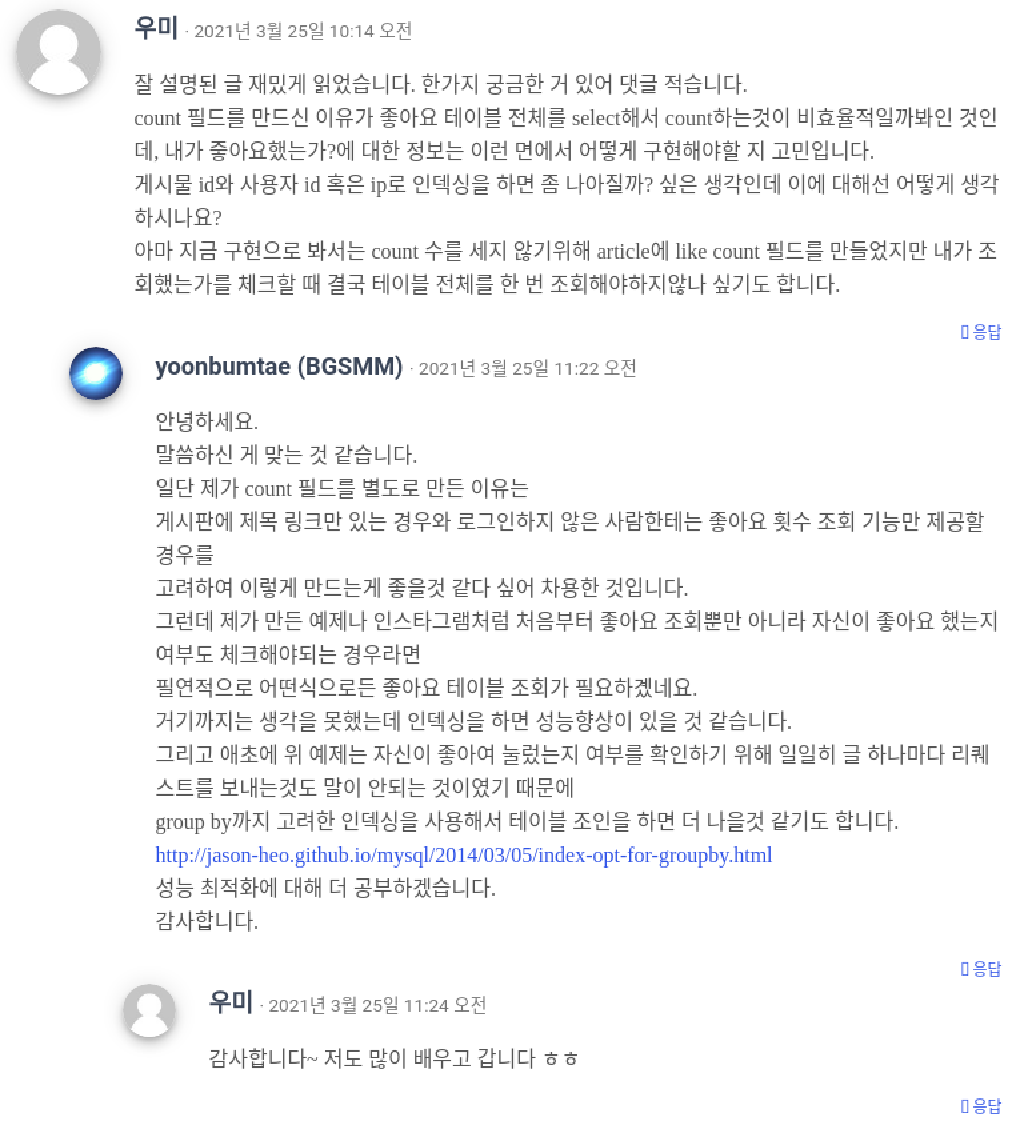 우미 · 2021년 3월 25일 10:14 오전
잘 설명된 글 재밌게 읽었습니다. 한가지 궁금한 거 있어 댓글 적습니다.
count 필드를 만드신 이유가 좋아요 테이블 전체를 select해서 count하는것이 비효율적일까봐인 것인
데, 내가 좋아요했는가?에 대한 정보는 이런 면에서 어떻게 구현해야할 지 고민입니다.
게시물 id와 사용자 id 혹은 ip로 인덱싱을 하면 좀 나아질까? 싶은 생각인데 이에 대해선 어떻게 생각
하시나요?
아마 지금 구현으로 봐서는 count 수를 세지 않기위해 article에 like count 필드를 만들었지만 내가 조
회했는가를 체크할 때 결국 테이블 전체를 한 번 조회해야하지않나 싶기도 합니다.
응답
yoonbumtae (BGSMM) · 2021년 3월 25일 11:22 오전
안녕하세요.
말씀하신 게 맞는 것 같습니다.
일단 제가 count 필드를 별도로 만든 이유는
게시판에 제목 링크만 있는 경우와 로그인하지 않은 사람한테는 좋아요 횟수 조회 기능만 제공할
경우를
고려하여 이렇게 만드는게 좋을것 같다 싶어 차용한 것입니다.
그런데 제가 만든 예제나 인스타그램처럼 처음부터 좋아요 조회뿐만 아니라 자신이 좋아요 했는지
여부도 체크해야되는 경우라면
필연적으로 어떤식으로든 좋아요 테이블 조회가 필요하겠네요.
거기까지는 생각을 못했는데 인덱싱을 하면 성능향상이 있을 것 같습니다.
그리고 애초에 위 예제는 자신이 좋아여 눌렀는지 여부를 확인하기 위해 일일히 글 하나마다 리퀘
스트를 보내는것도 말이 안되는 것이였기 때문에
group by까지 고려한 인덱싱을 사용해서 테이블 조인을 하면 더 나을것 같기도 합니다.
http://jason-heo.github.io/mysql/2014/03/05/index-opt-for-groupby.html
성능 최적화에 대해 더 공부하겠습니다.
감사합니다.
응답
우미 · 2021년 3월 25일 11:24 오전
감사합니다~ 저도 많이 배우고 갑니다 ㅎㅎ
응답